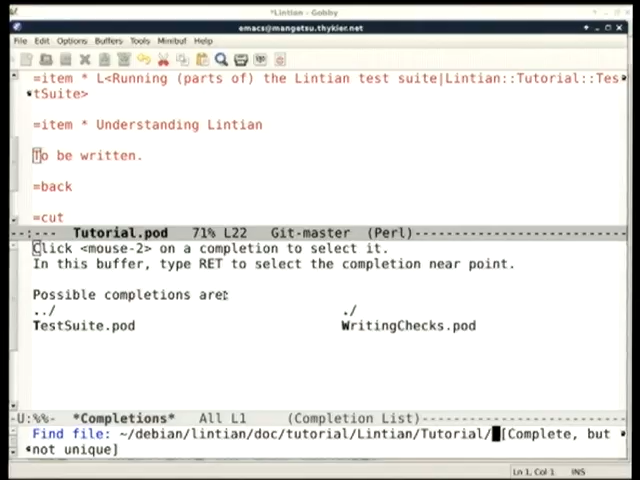 *Lintian - Gobby
emacs@mangetsu.thykier.net
File Edit Options Buffers Tools Minibuf Help
=item * L<Running (parts of) the Lintian test suite|Lintian::Tutorial::Tes
tSuite>
=item * Understanding Lintian
To be written.
=back
=cut
--:--- Tutorial.pod 71% L22 Git-master (Perl)
Click <mouse-2> on a completion to select it.
In this buffer, type RET to select the completion near point.
Possible completions are:
../ ./
TestSuite.pod WritingChecks.pod
-U:%%- *Completions* All L1 (Completion List)
Find file: ~/debian/lintian/doc/tutorial/Lintian/Tutorial/ [Complete, but
not unique]
Ln 1, Col 1 INS